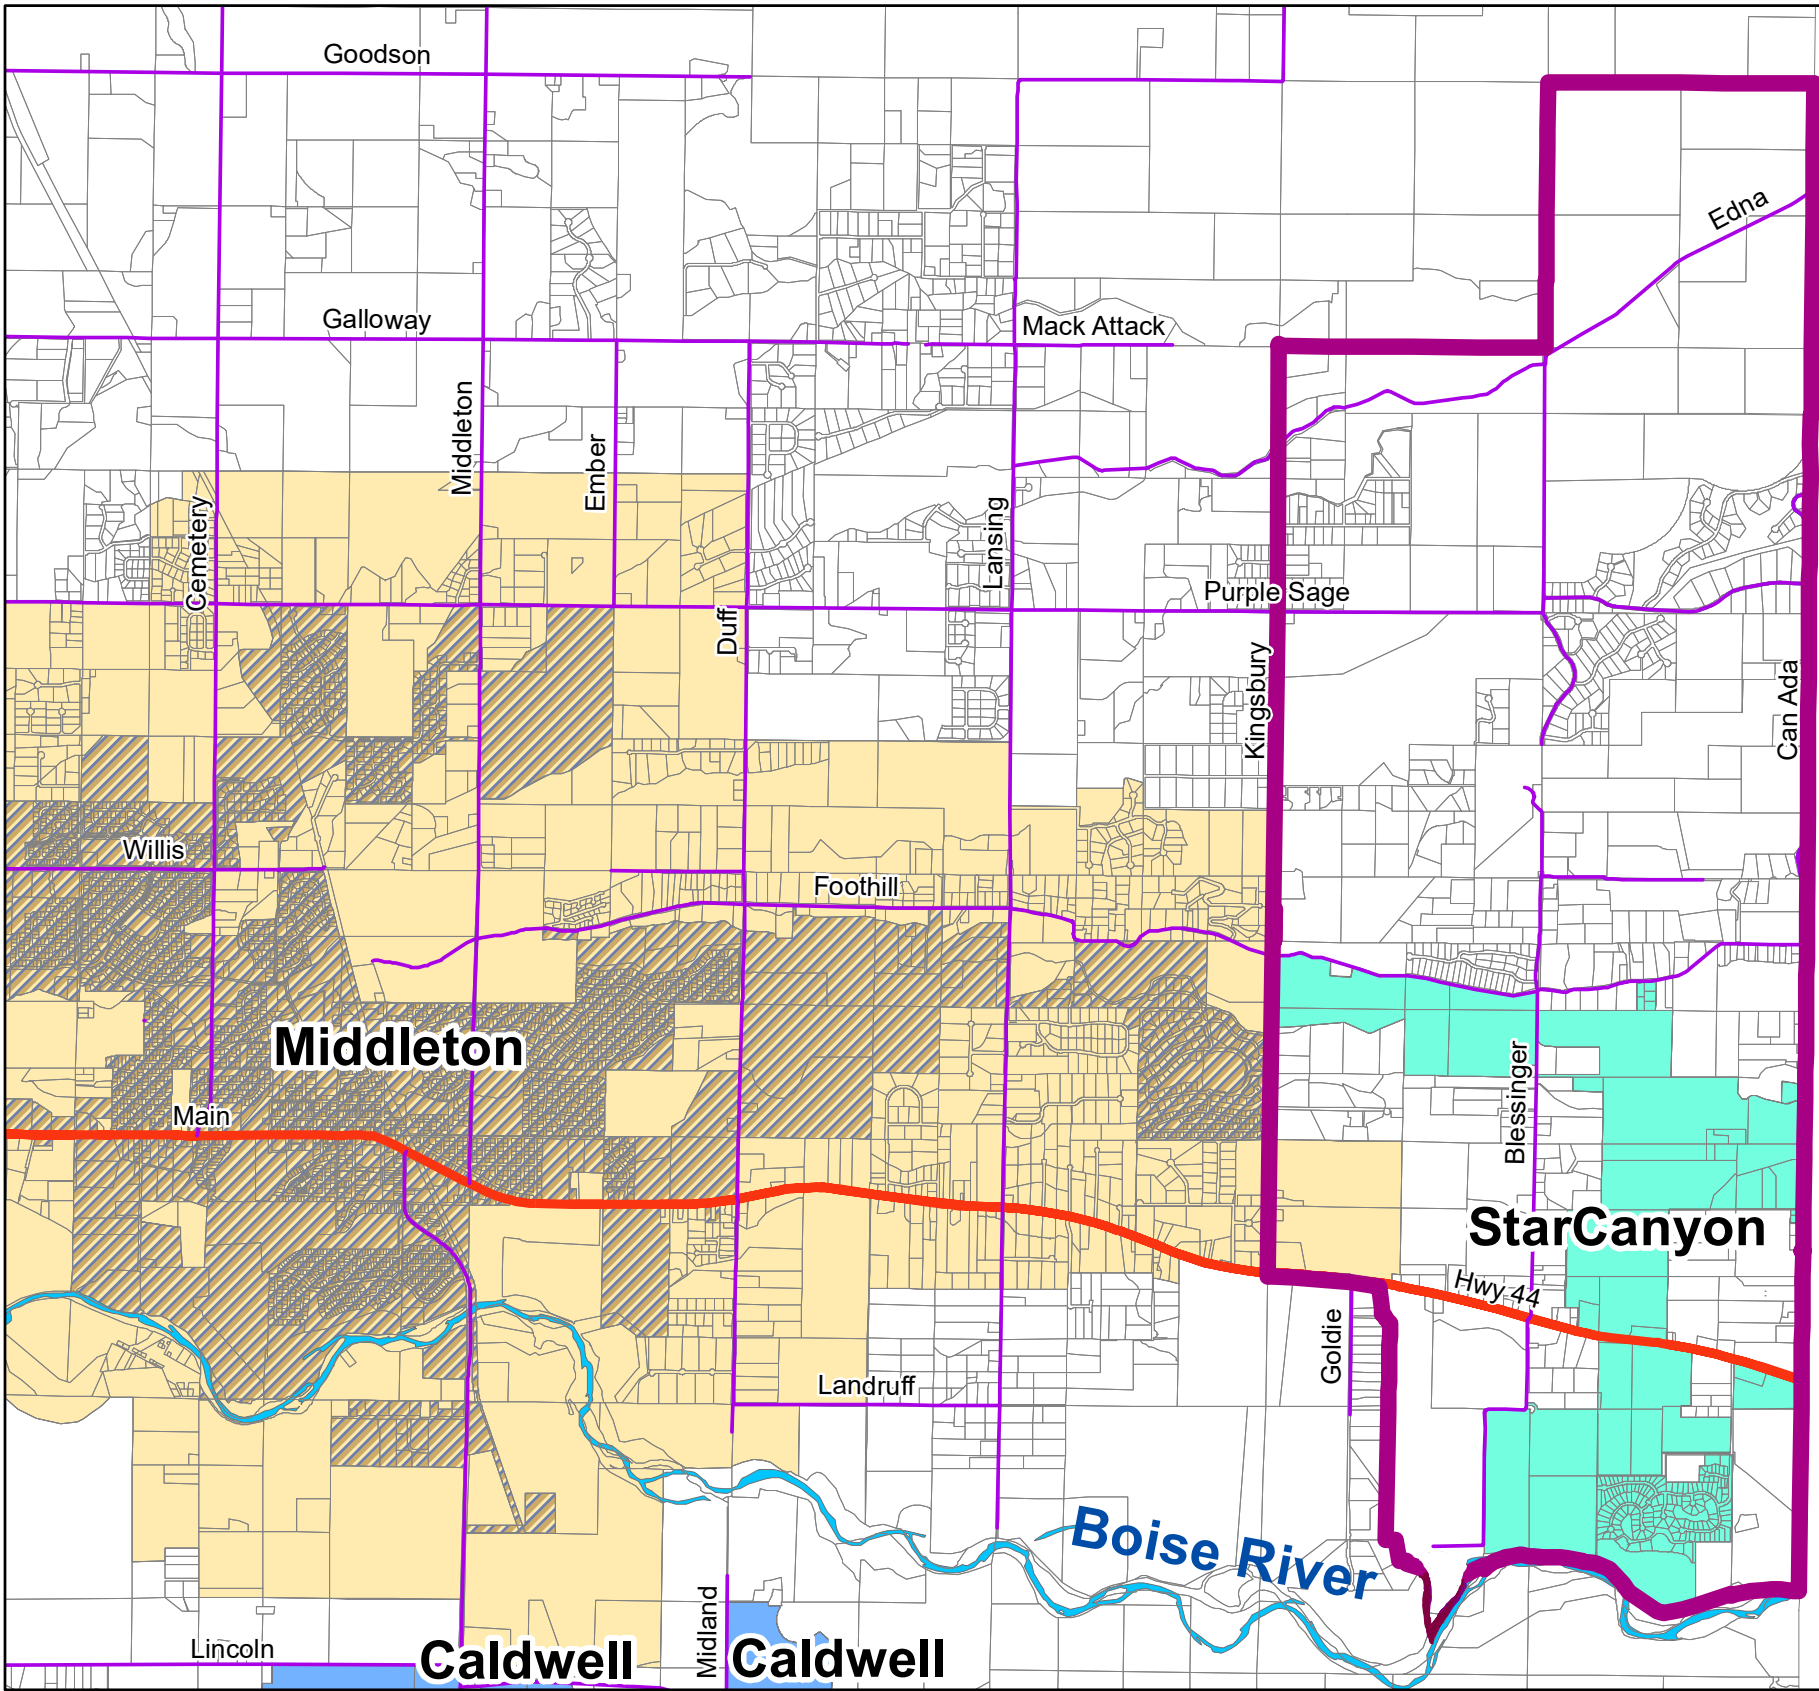 Goodson
Edna
Galloway
Mack Attack
Middleton
Ember
Cemetery
Lansing
Purple Sage
Duff
Kingsbury
Can Ada
Willis
Foothill
Middleton
Blessinger
Main
StarCanyon
Hwy 44
Goldie
Landruff
Boise River
Midland
Lincoln
Caldwell
Caldwell